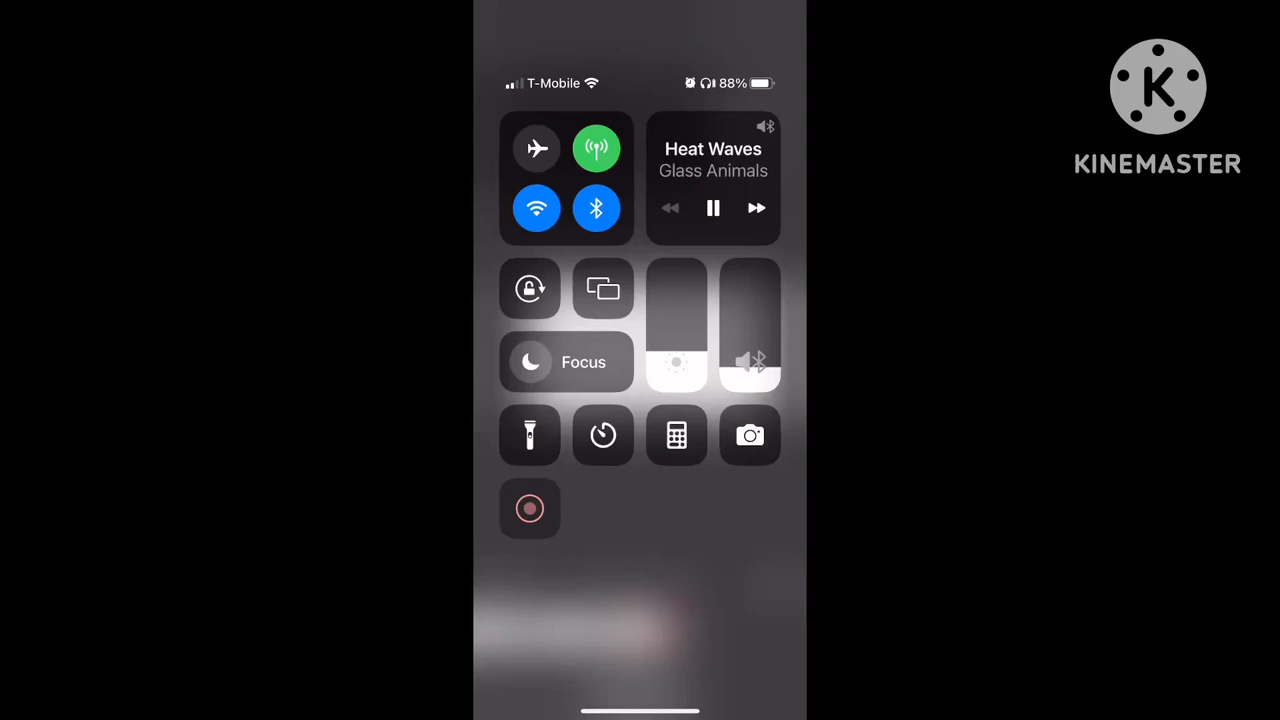 T-Mobile 88%
Heat Waves
Glass Animals
Focus
K
KINEMASTER